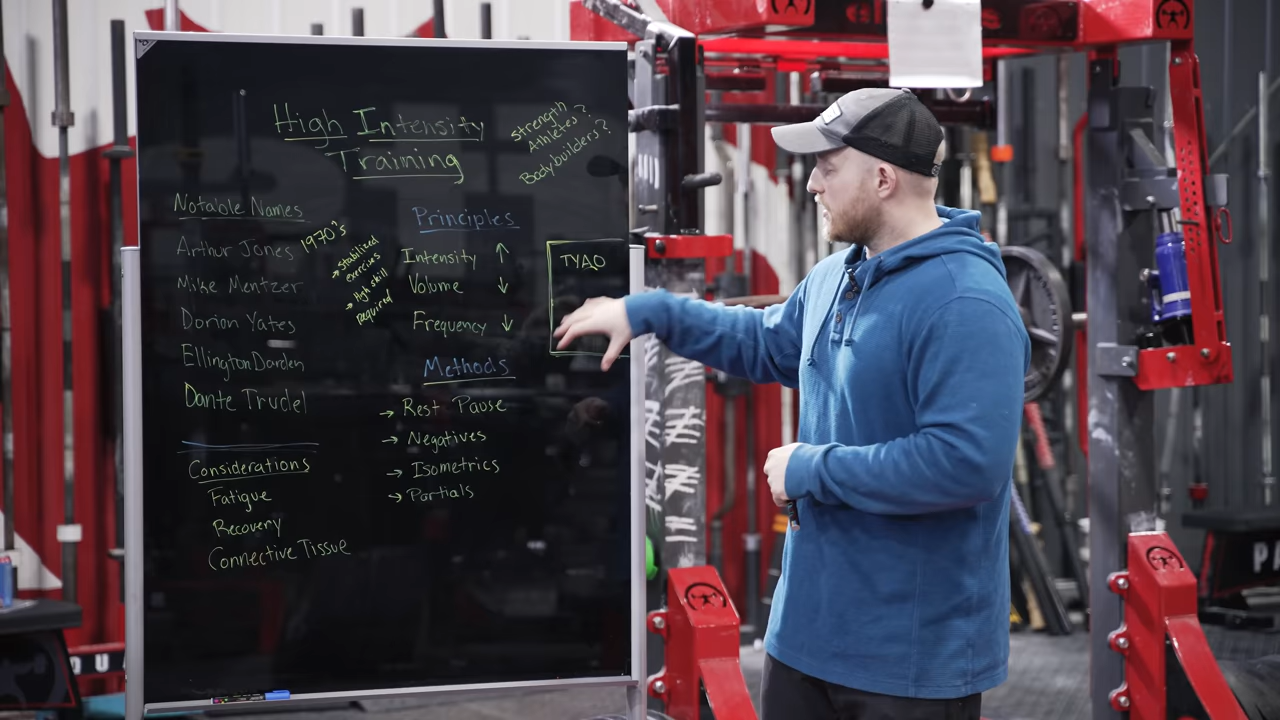 High Intensity
Training
strength?
Athletes?
Bodybuilders?
Notable Names
Arthur Jones 1970's
Mike Mentzer
Dorian Yates
Ellington Darden
Dante Trudel
→ stabilized
exercises
→ High skill
required
Considerations
Fatigue
Recovery
Connective Tissue
Principles
Intensity ↑
Volume ↓
Frequency ↓
Methods
→ Rest Pause
→ Negatives
→ Isometrics
→ Partials
TYAO